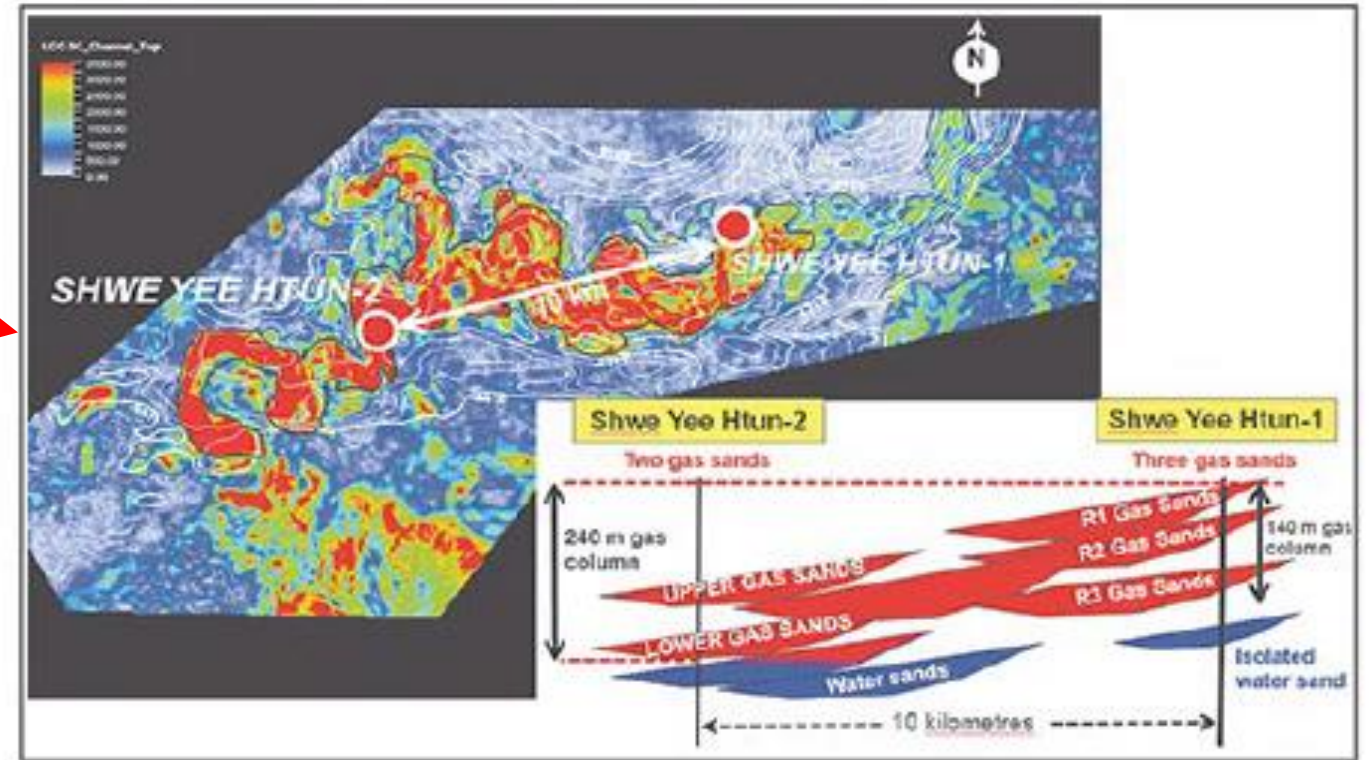 N
SHWE YEE HTUN-1
SHWE YEE HTUN-2
Shwe Yee Htun-2
Shwe Yee Htun-1
Two gas sands
Three gas sands
240 m gas
column
140 m gas
column
R1 Gas Sands
R2 Gas Sands
R3 Gas Sands
UPPER GAS SANDS
LOWER GAS SANDS
Water sands
Isolated
water sand
10 kilometres